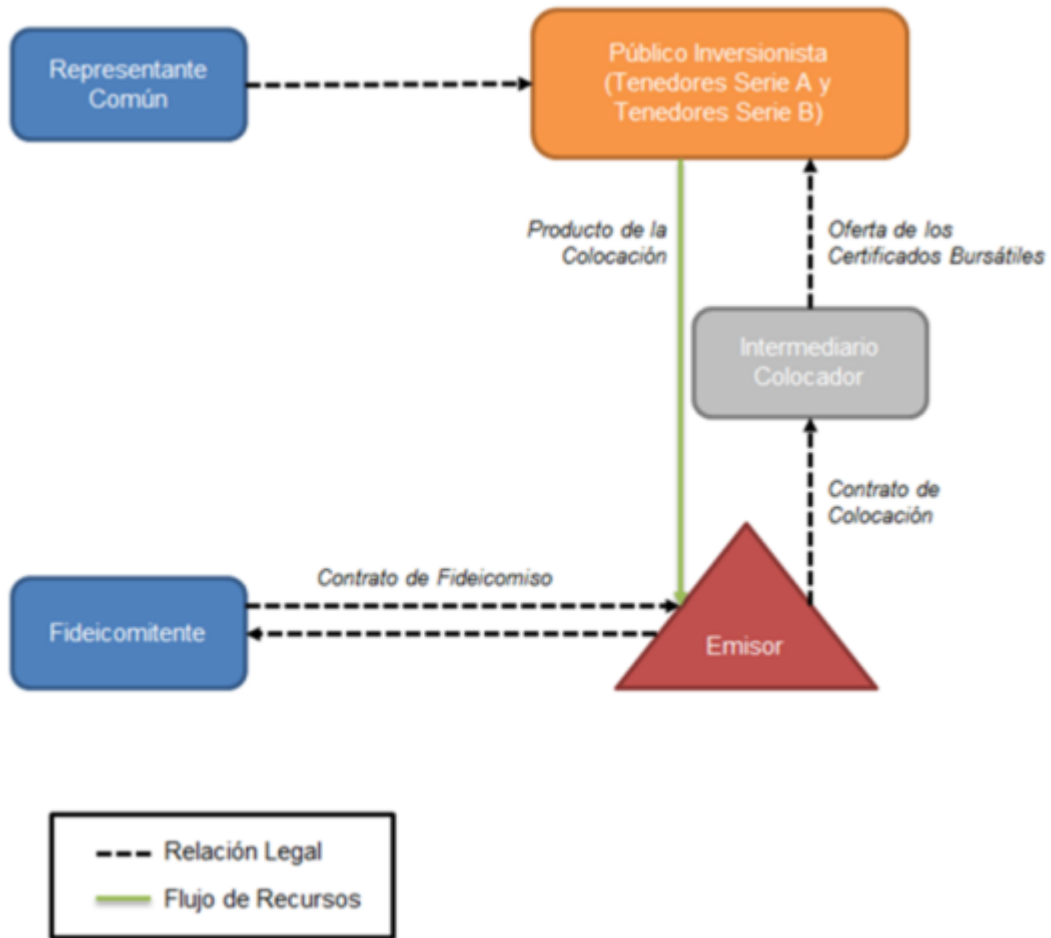 Representante
Común
Público Inversionista
(Tenedores Serie A y
Tenedores Serie B)
Producto de la
Colocación
Oferta de los
Certificados Bursátiles
Intermediario
Colocador
Contrato de
Colocación
Contrato de Fideicomiso
Fideicomitente
Emisor
Relación Legal
Flujo de Recursos